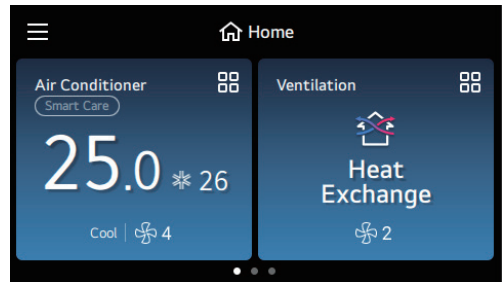 Home
Air Conditioner
Smart Care
25.0 26
Cool 4
Ventilation
Heat
Exchange
2